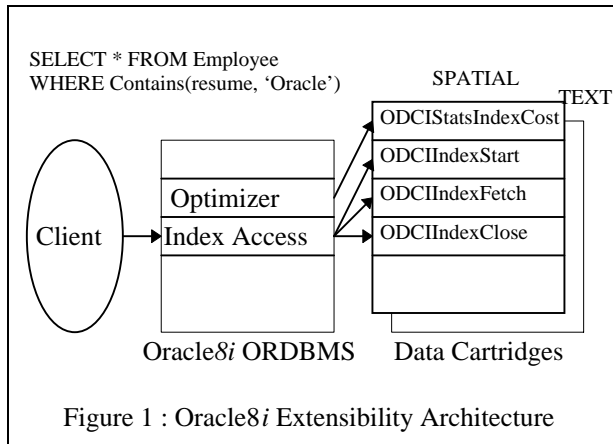 SELECT * FROM Employee
WHERE Contains(resume, ‘Oracle’)
SPATIAL
TEXT
ODCIStatsIndexCost
ODCIIndexStart
Optimizer
ODCIIndexFetch
Client
Index Access
ODCIIndexClose
Oracle8i ORDBMS
Data Cartridges
Figure 1 : Oracle8i Extensibility Architecture